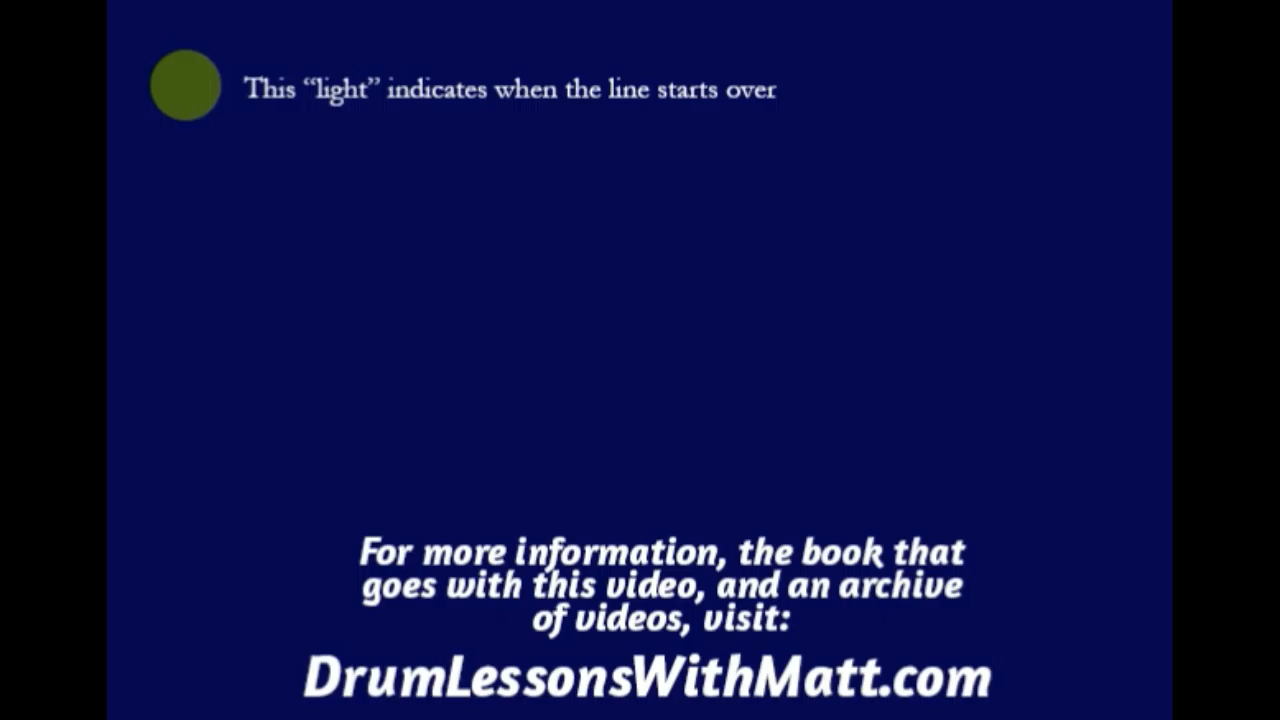 This “light” indicates when the line starts over
For more information, the book that
goes with this video, and an archive
of videos, visit:
DrumLessonsWithMatt.com